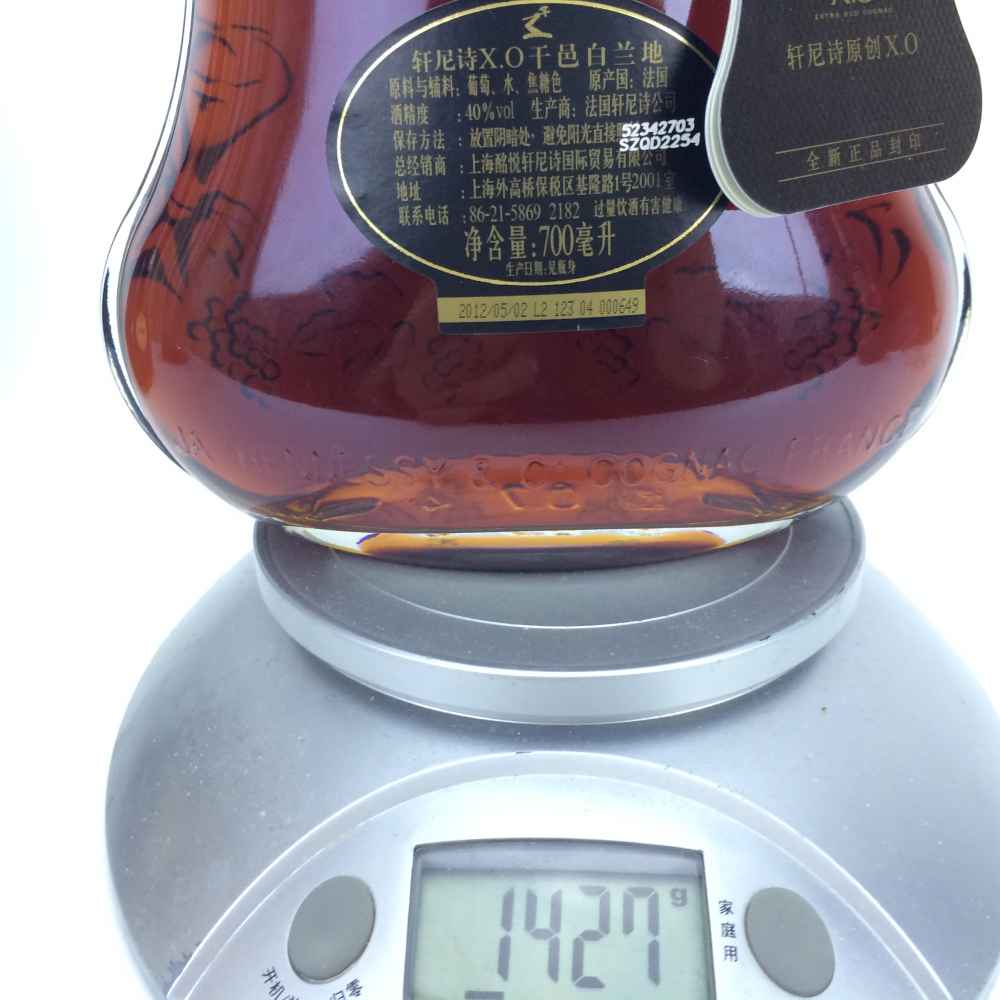 EXTRA OLD COGNAC
轩尼诗原创X.O
全新正品封印
轩尼诗X.O干邑白兰地
原料与辅料：葡萄、水、焦糖色 原产国：法国
酒精度 ：40%vol 生产商：法国轩尼诗公司
保存方法 ：放置阴暗处，避免阳光直接
52342703
SZQD2254
总经销商 ：上海酩悦轩尼诗国际贸易有限公司
地址 ：上海外高桥保税区基隆路1号2001室
联系电话 ：86-21-5869 2182 过量饮酒有害健康
净含量：700毫升
生产日期：见瓶身
2012/05/02 L2 123 04 000649
HENNESSY & C° COGNAC FRANCE
1427 g
家庭用
开机